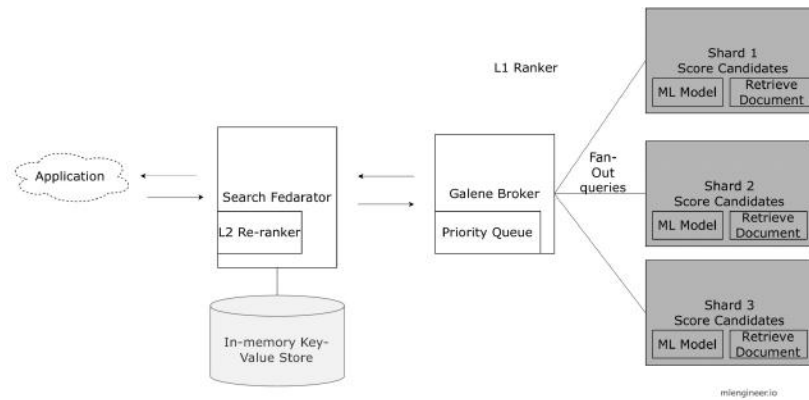 Application
Search Fedarator
L2 Re-ranker
In-memory Key-
Value Store
Galene Broker
Priority Queue
L1 Ranker
Fan-
Out
queries
Shard 1
Score Candidates
ML Model
Retrieve
Document
Shard 2
Score Candidates
ML Model
Retrieve
Document
Shard 3
Score Candidates
ML Model
Retrieve
Document
mlengineer.io